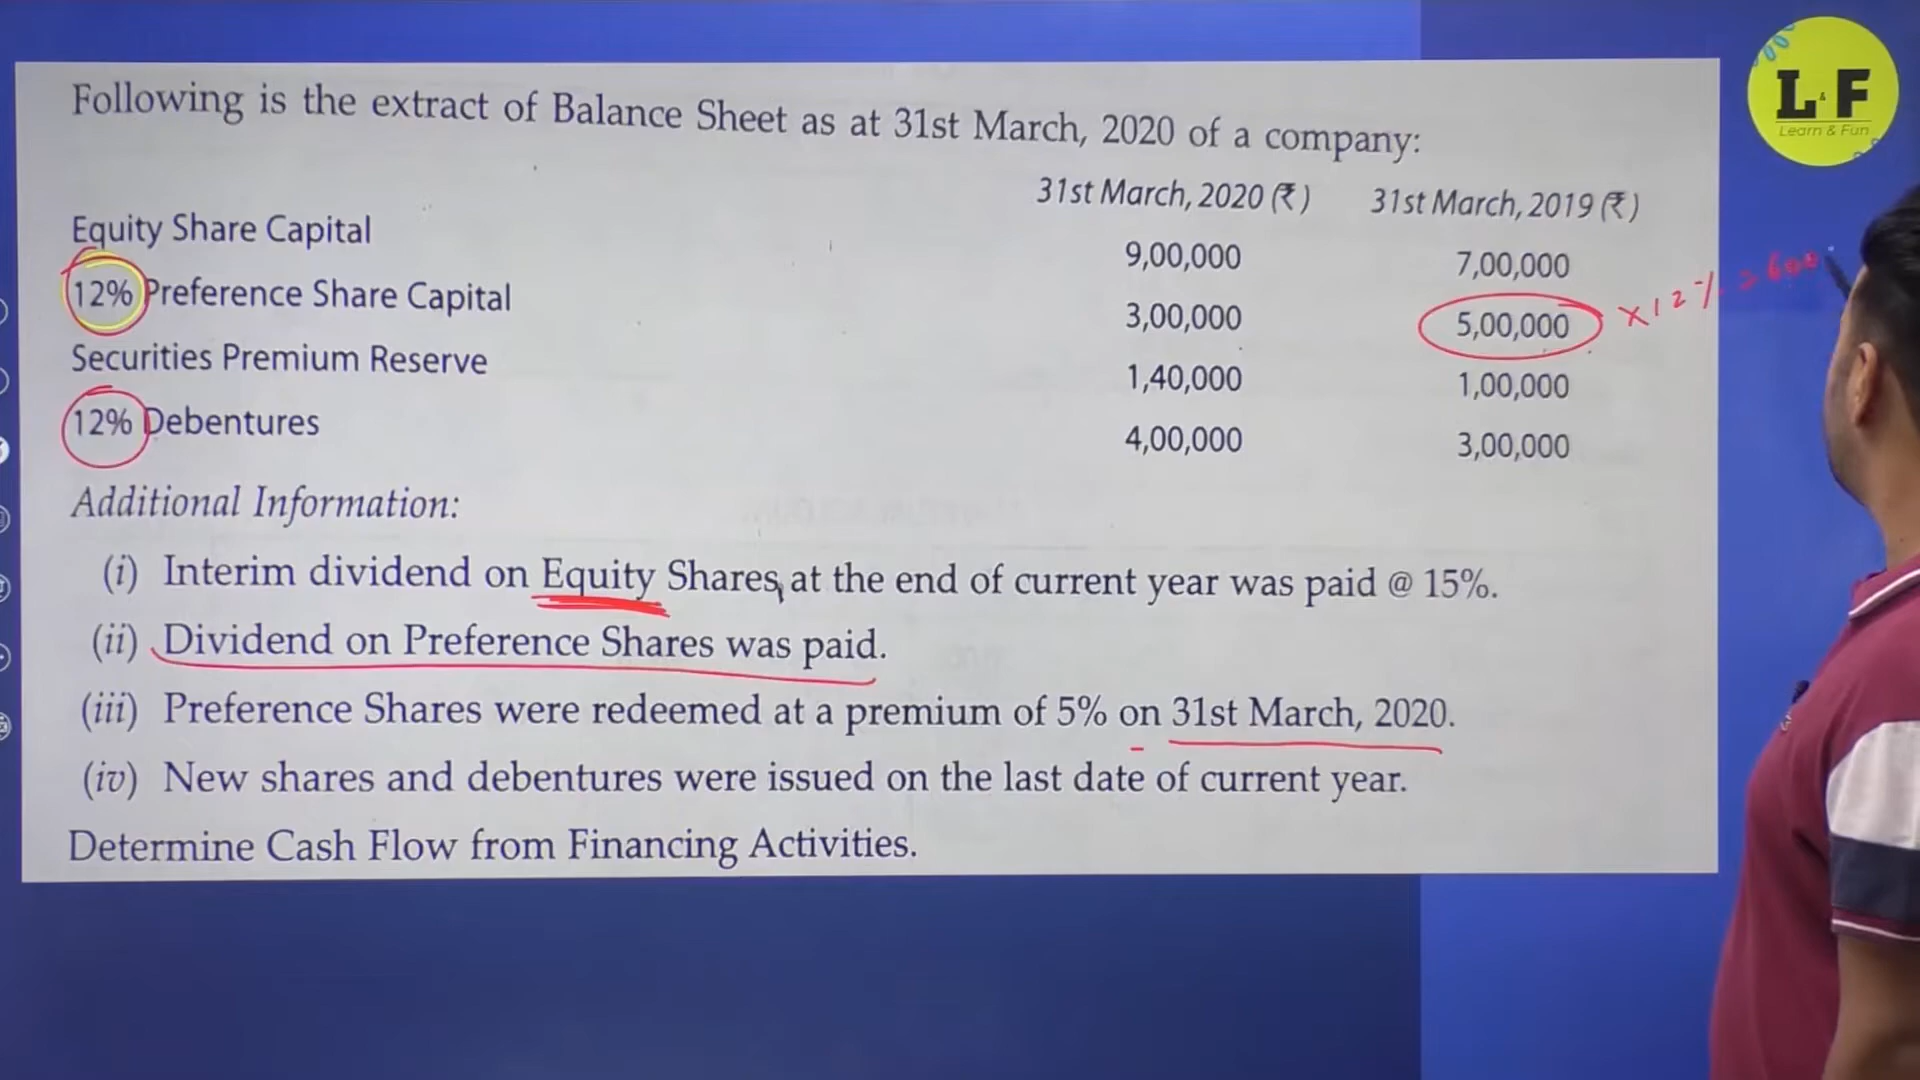 L&F
Learn & Fun
Following is the extract of Balance Sheet as at 31st March, 2020 of a company:
31st March, 2020 (₹) 31st March, 2019 (₹)
Equity Share Capital 9,00,000 7,00,000
12% Preference Share Capital 3,00,000 5,00,000 × 12% = 600
Securities Premium Reserve 1,40,000 1,00,000
12% Debentures 4,00,000 3,00,000
Additional Information:
(i) Interim dividend on Equity Shares, at the end of current year was paid @ 15%.
(ii) Dividend on Preference Shares was paid.
(iii) Preference Shares were redeemed at a premium of 5% on 31st March, 2020.
(iv) New shares and debentures were issued on the last date of current year.
Determine Cash Flow from Financing Activities.